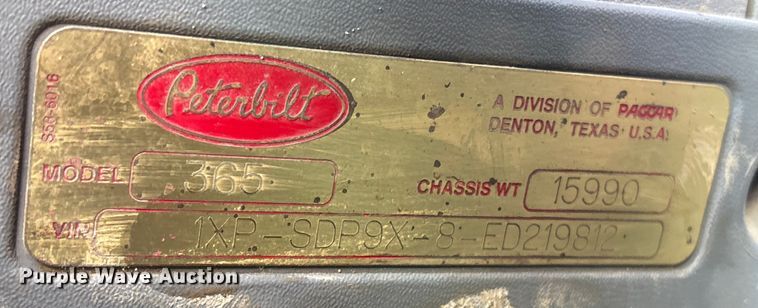 S53-6016
Peterbilt
A DIVISION OF PACCAR
DENTON, TEXAS U.S.A.
MODEL 365
CHASSIS WT 15990
VIN 1XP-SDP9X-8-ED219812
Purple Wave Auction